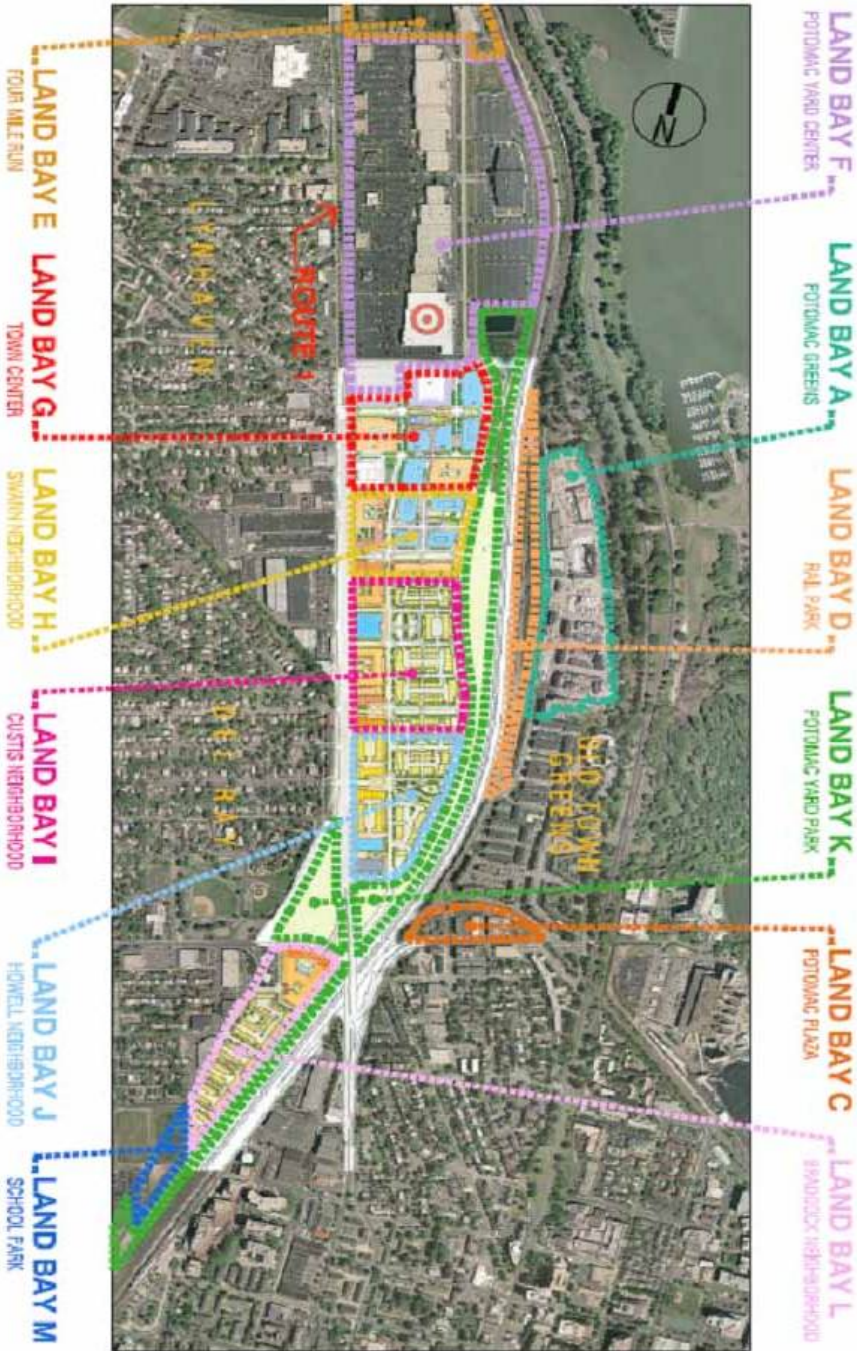 LAND BAY F
POTOMAC YARD CENTER
LAND BAY A
POTOMAC GREENS
LAND BAY D
RAIL PARK
LAND BAY K
POTOMAC YARD PARK
LAND BAY C
POTOMAC PLAZA
LAND BAY L
BRADDOCK NEIGHBORHOOD
N
LYNHAVEN
ROUTE 1
DEL RAY
OLD TOWN
GREENS
LAND BAY E
FOUR MILE RUN
LAND BAY G
TOWN CENTER
LAND BAY H
SWANN NEIGHBORHOOD
LAND BAY I
CUSTIS NEIGHBORHOOD
LAND BAY J
HOWELL NEIGHBORHOOD
LAND BAY M
SCHOOL PARK